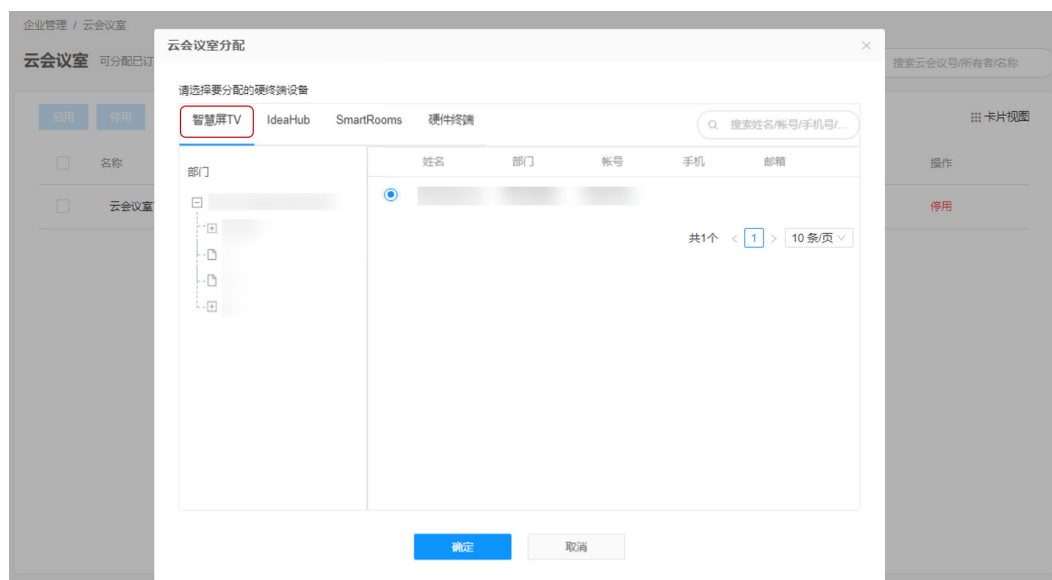 企业管理 / 云会议室
云会议室 可分配已订
搜索云会议号/所有者/名称
启用 停用
卡片视图
名称 操作
云会议室 停用
云会议室分配
请选择要分配的硬终端设备
智慧屏TV IdeaHub SmartRooms 硬件终端
搜索姓名/帐号/手机号/...
部门
姓名 部门 帐号 手机 邮箱
共1个 < 1 > 10 条/页
确定 取消